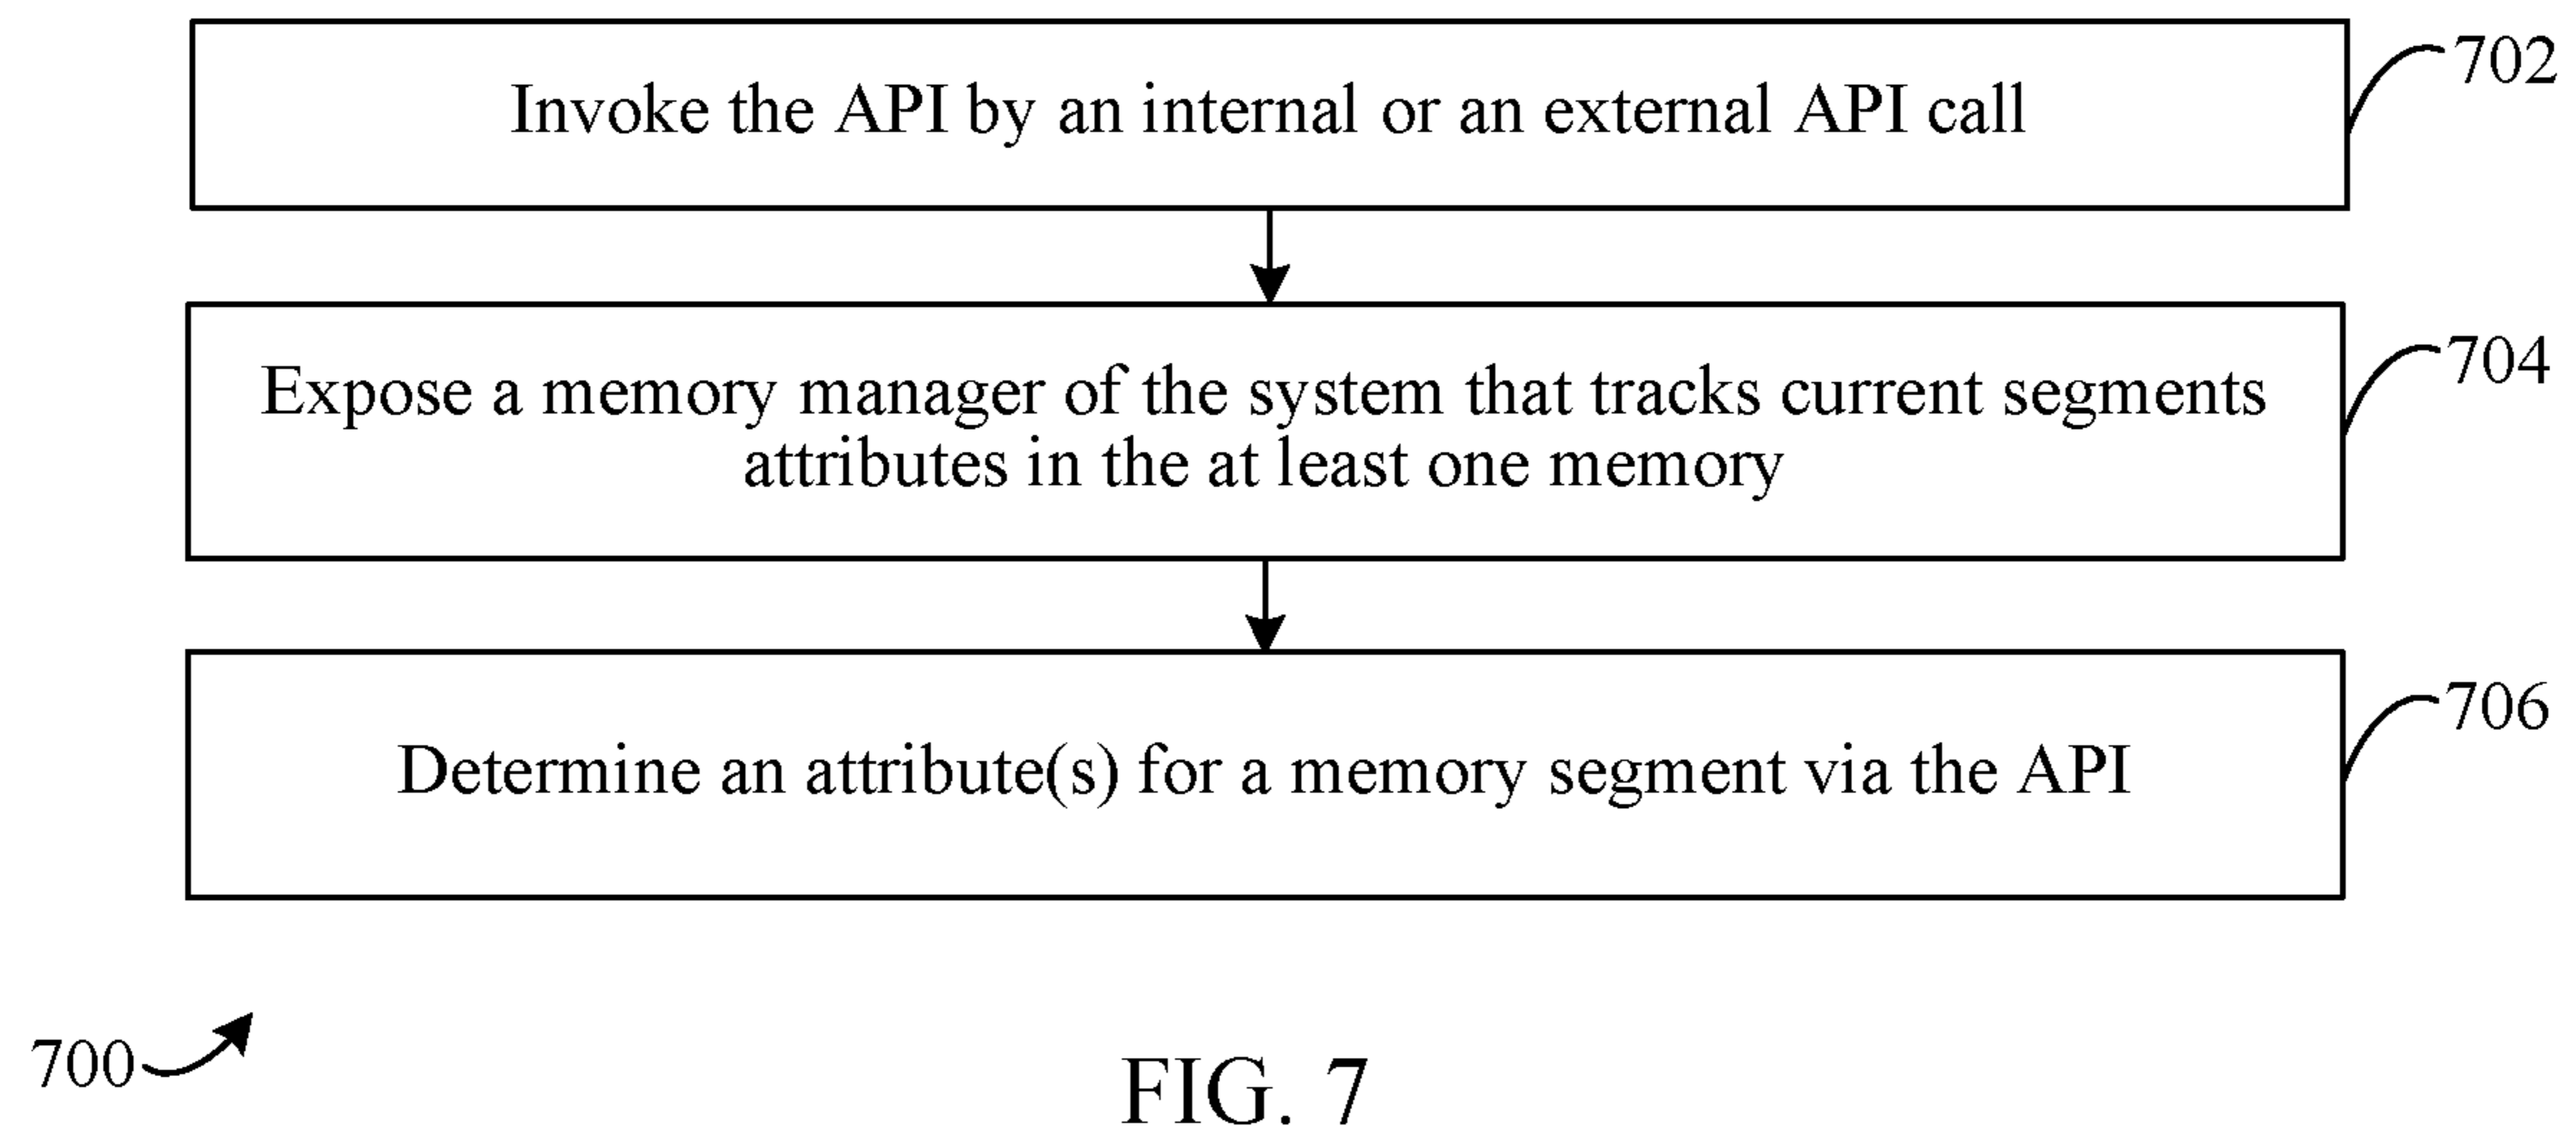 Invoke the API by an internal or an external API call
702
Expose a memory manager of the system that tracks current segments
attributes in the at least one memory
704
Determine an attribute(s) for a memory segment via the API
706
700
FIG. 7